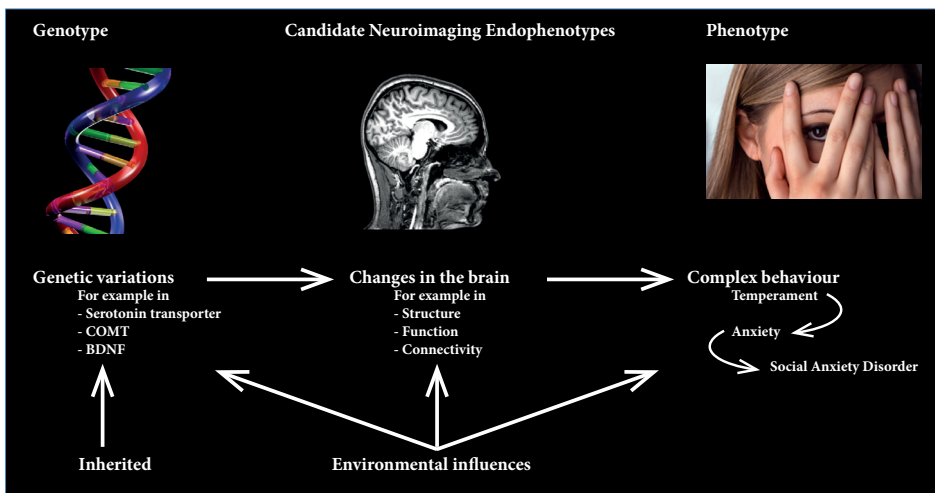 Genotype
Candidate Neuroimaging Endophenotypes
Phenotype
Genetic variations
For example in
- Serotonin transporter
- COMT
- BDNF
Changes in the brain
For example in
- Structure
- Function
- Connectivity
Complex behaviour
Temperament
Anxiety
Social Anxiety Disorder
Inherited
Environmental influences